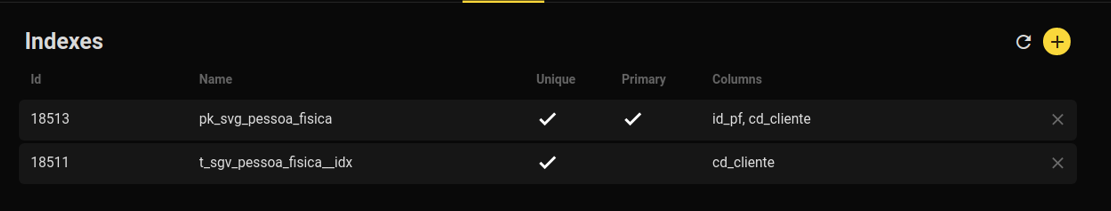 Indexes
Id Name Unique Primary Columns
18513 pk_svg_pessoa_fisica id_pf, cd_cliente
18511 t_sgv_pessoa_fisica__idx cd_cliente